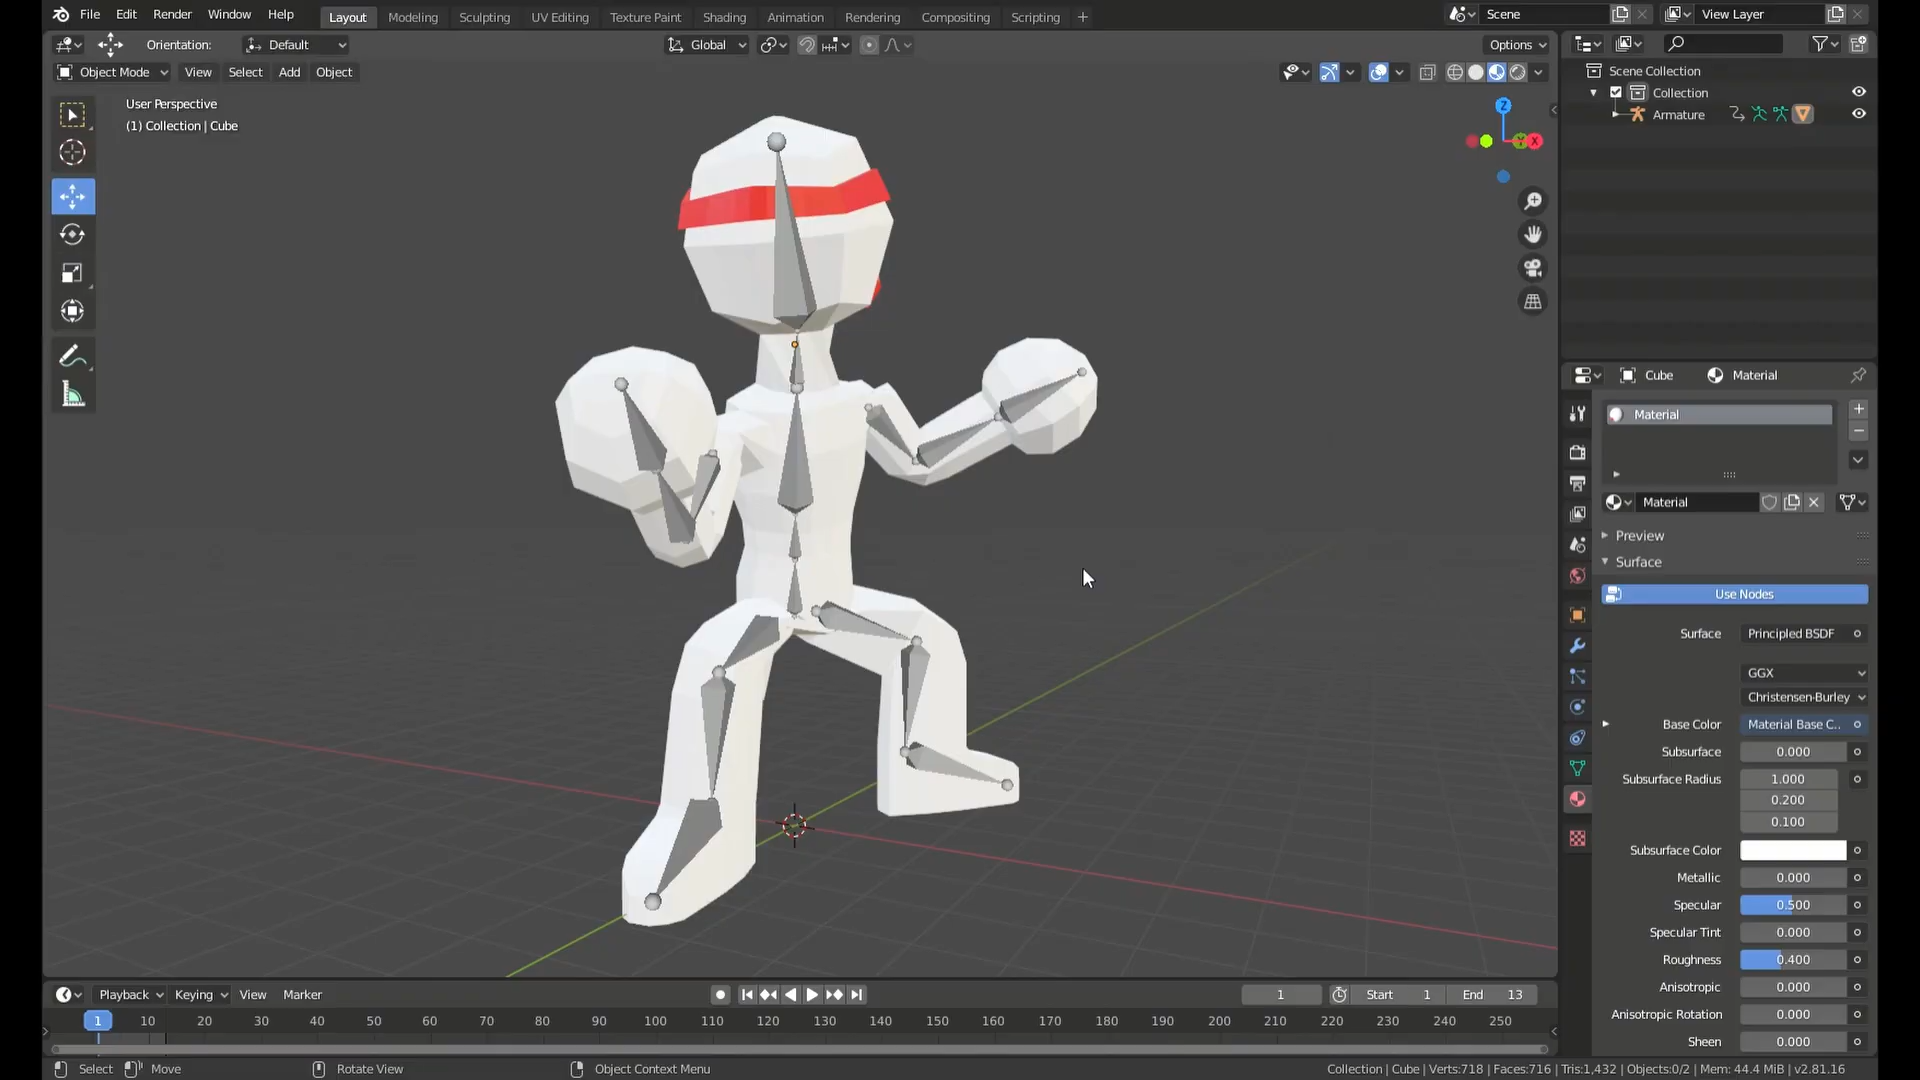 File Edit Render Window Help Layout Modeling Sculpting UV Editing Texture Paint Shading Animation Rendering Compositing Scripting + Scene View Layer
Orientation: Default Global Options
Object Mode View Select Add Object
User Perspective
(1) Collection | Cube
Z
Y X
Scene Collection
Collection
Armature
Cube Material
Material
Material
Preview
Surface
Use Nodes
Surface Principled BSDF
GGX
Christensen-Burley
Base Color Material Base C..
Subsurface 0.000
Subsurface Radius 1.000
0.200
0.100
Subsurface Color
Metallic 0.000
Specular 0.500
Specular Tint 0.000
Roughness 0.400
Anisotropic 0.000
Anisotropic Rotation 0.000
Sheen 0.000
Playback Keying View Marker 1 Start 1 End 13
1 10 20 30 40 50 60 70 80 90 100 110 120 130 140 150 160 170 180 190 200 210 220 230 240 250
Select Move Rotate View Object Context Menu Collection | Cube | Verts:718 | Faces:716 | Tris:1,432 | Objects:0/2 | Mem: 44.4 MiB | v2.81.16